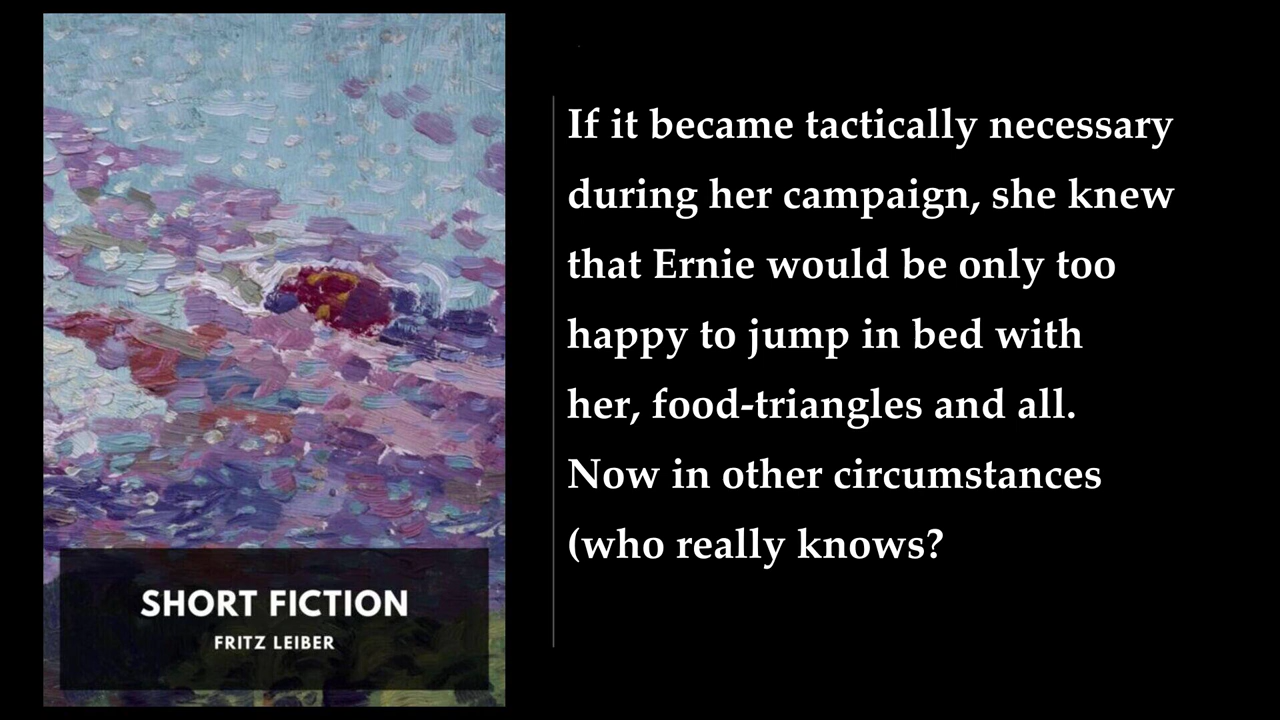 SHORT FICTION
FRITZ LEIBER
If it became tactically necessary
during her campaign, she knew
that Ernie would be only too
happy to jump in bed with
her, food-triangles and all.
Now in other circumstances
(who really knows?